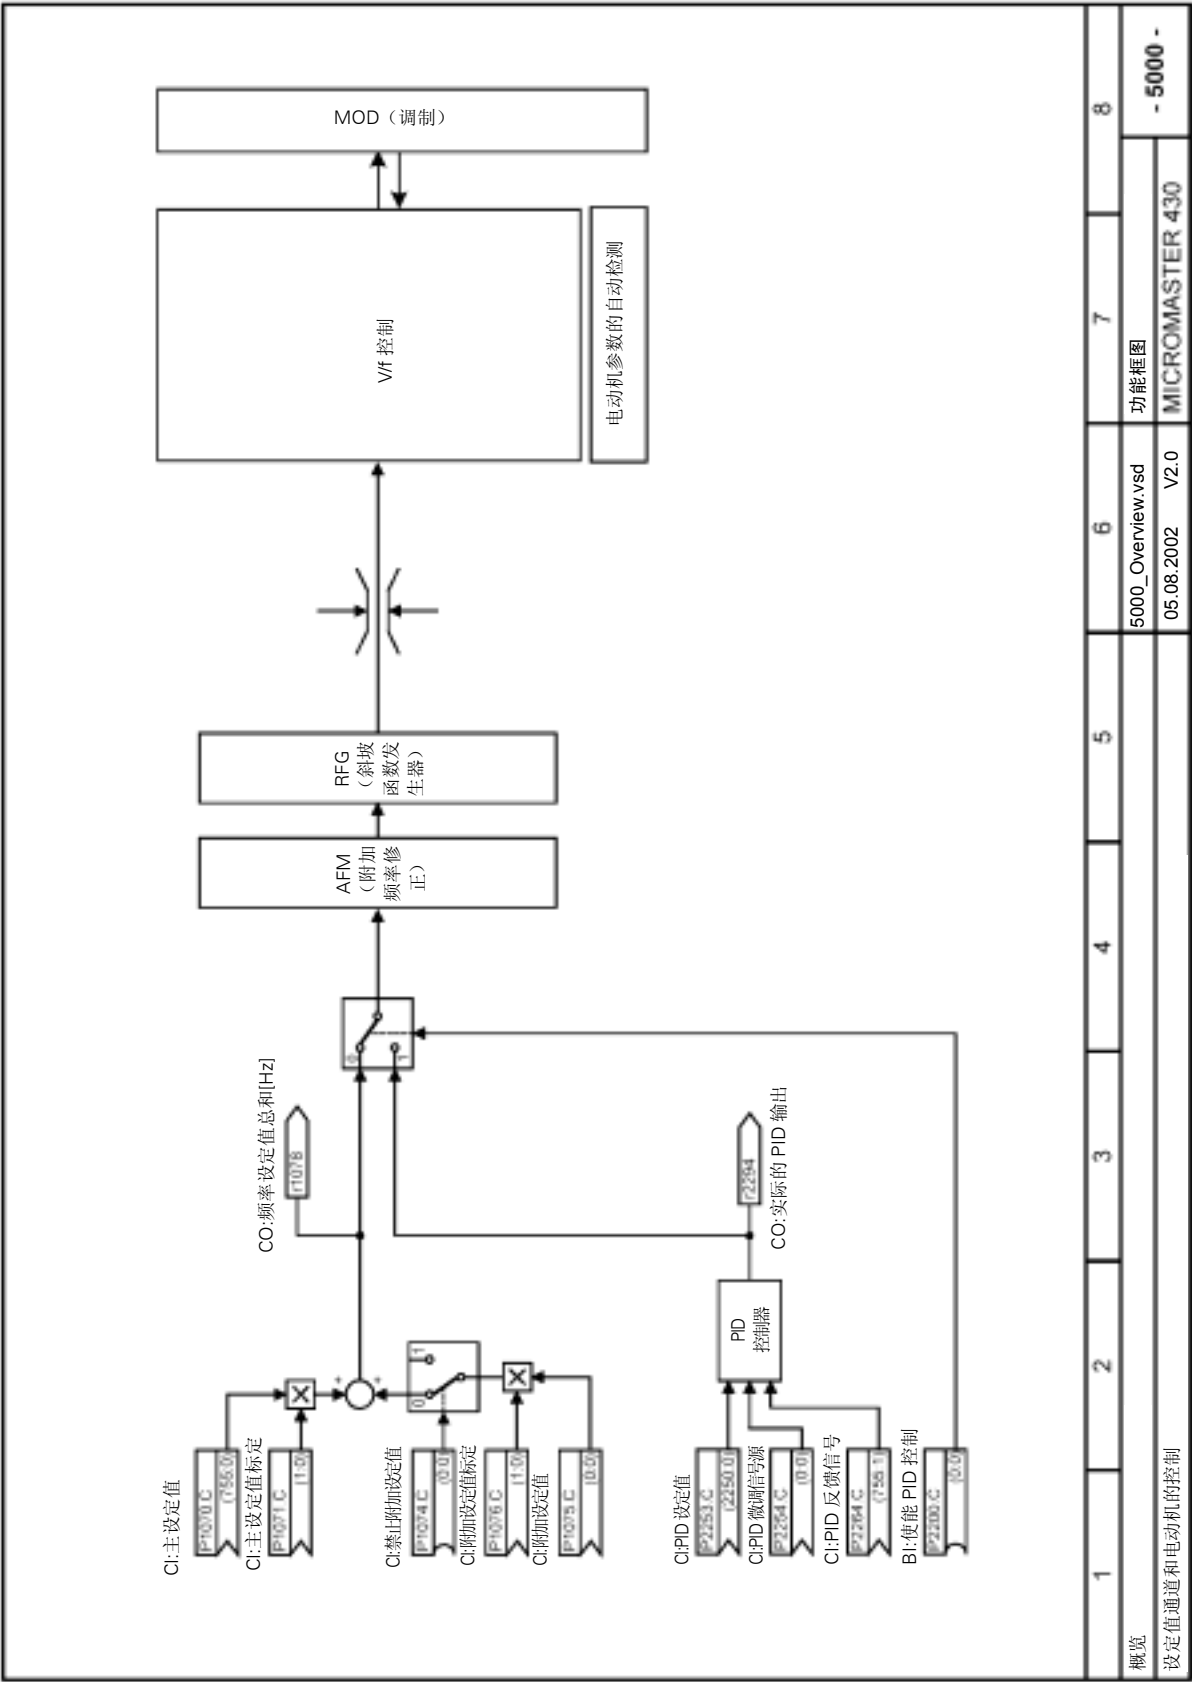 CI:主设定值
P1070.C
(755:0)
CI:主设定值标定
P1071.C
(1:0)
CI:禁止附加设定值
P1074.C
(0:0)
CI:附加设定值标定
P1076.C
(1:0)
CI:附加设定值
P1075.C
(0:0)
+
+
0
1
CO:频率设定值总和[Hz]
r1078
0
1
CI:PID 设定值
P2253.C
(2250:0)
CI:PID 微调信号源
P2254.C
(0:0)
CI:PID 反馈信号
P2264.C
(755:1)
BI:使能 PID 控制
P2200.C
(0:0)
PID
控制器
CO:实际的 PID 输出
r2294
AFM
(附加
频率修
正)
RFG
(斜坡
函数发
生器)
V/f 控制
电动机参数的自动检测
MOD(调制)
1
2
3
4
5
6
7
8
概览
5000_Overview.vsd
功能框图
- 5000 -
设定值通道和电动机的控制
05.08.2002 V2.0
MICROMASTER 430